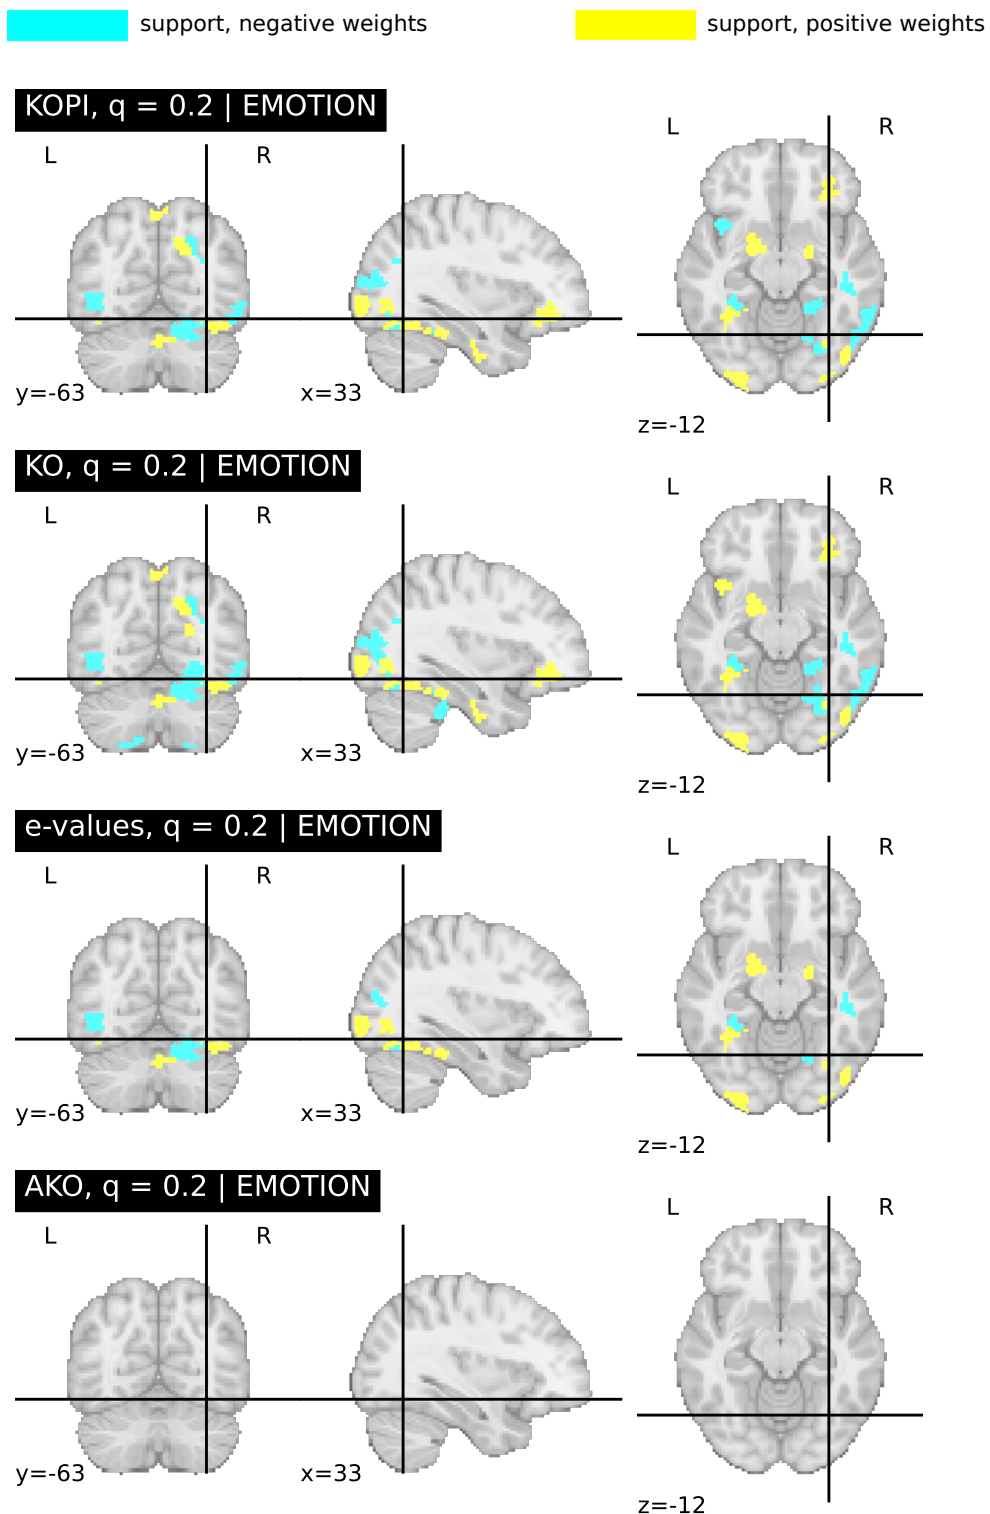 support, negative weights
support, positive weights
KOPI, q = 0.2 | EMOTION
L R L R
y=-63 x=33 z=-12
KO, q = 0.2 | EMOTION
L R L R
y=-63 x=33 z=-12
e-values, q = 0.2 | EMOTION
L R L R
y=-63 x=33 z=-12
AKO, q = 0.2 | EMOTION
L R L R
y=-63 x=33 z=-12